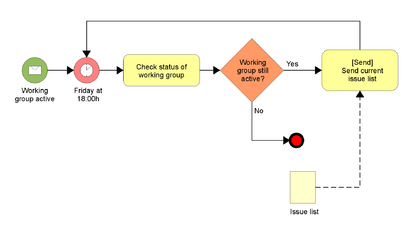 Working
group active
Friday at
18.00h
Check status of
working group
Working
group still
active?
Yes
No
[Send]
Send current
issue list
Issue list